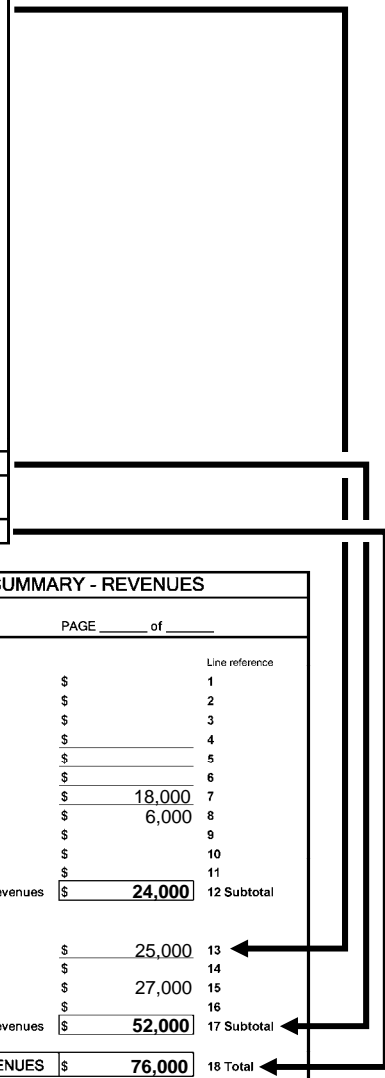 SUMMARY - REVENUES
PAGE ______ of ______
Line reference
$ 1
$ 2
$ 3
$ 4
$ 5
$ 6
$ 18,000 7
$ 6,000 8
$ 9
$ 10
$ 11
evenues $ 24,000 12 Subtotal
$ 25,000 13
$ 14
$ 27,000 15
$ 16
evenues $ 52,000 17 Subtotal
ENUES $ 76,000 18 Total